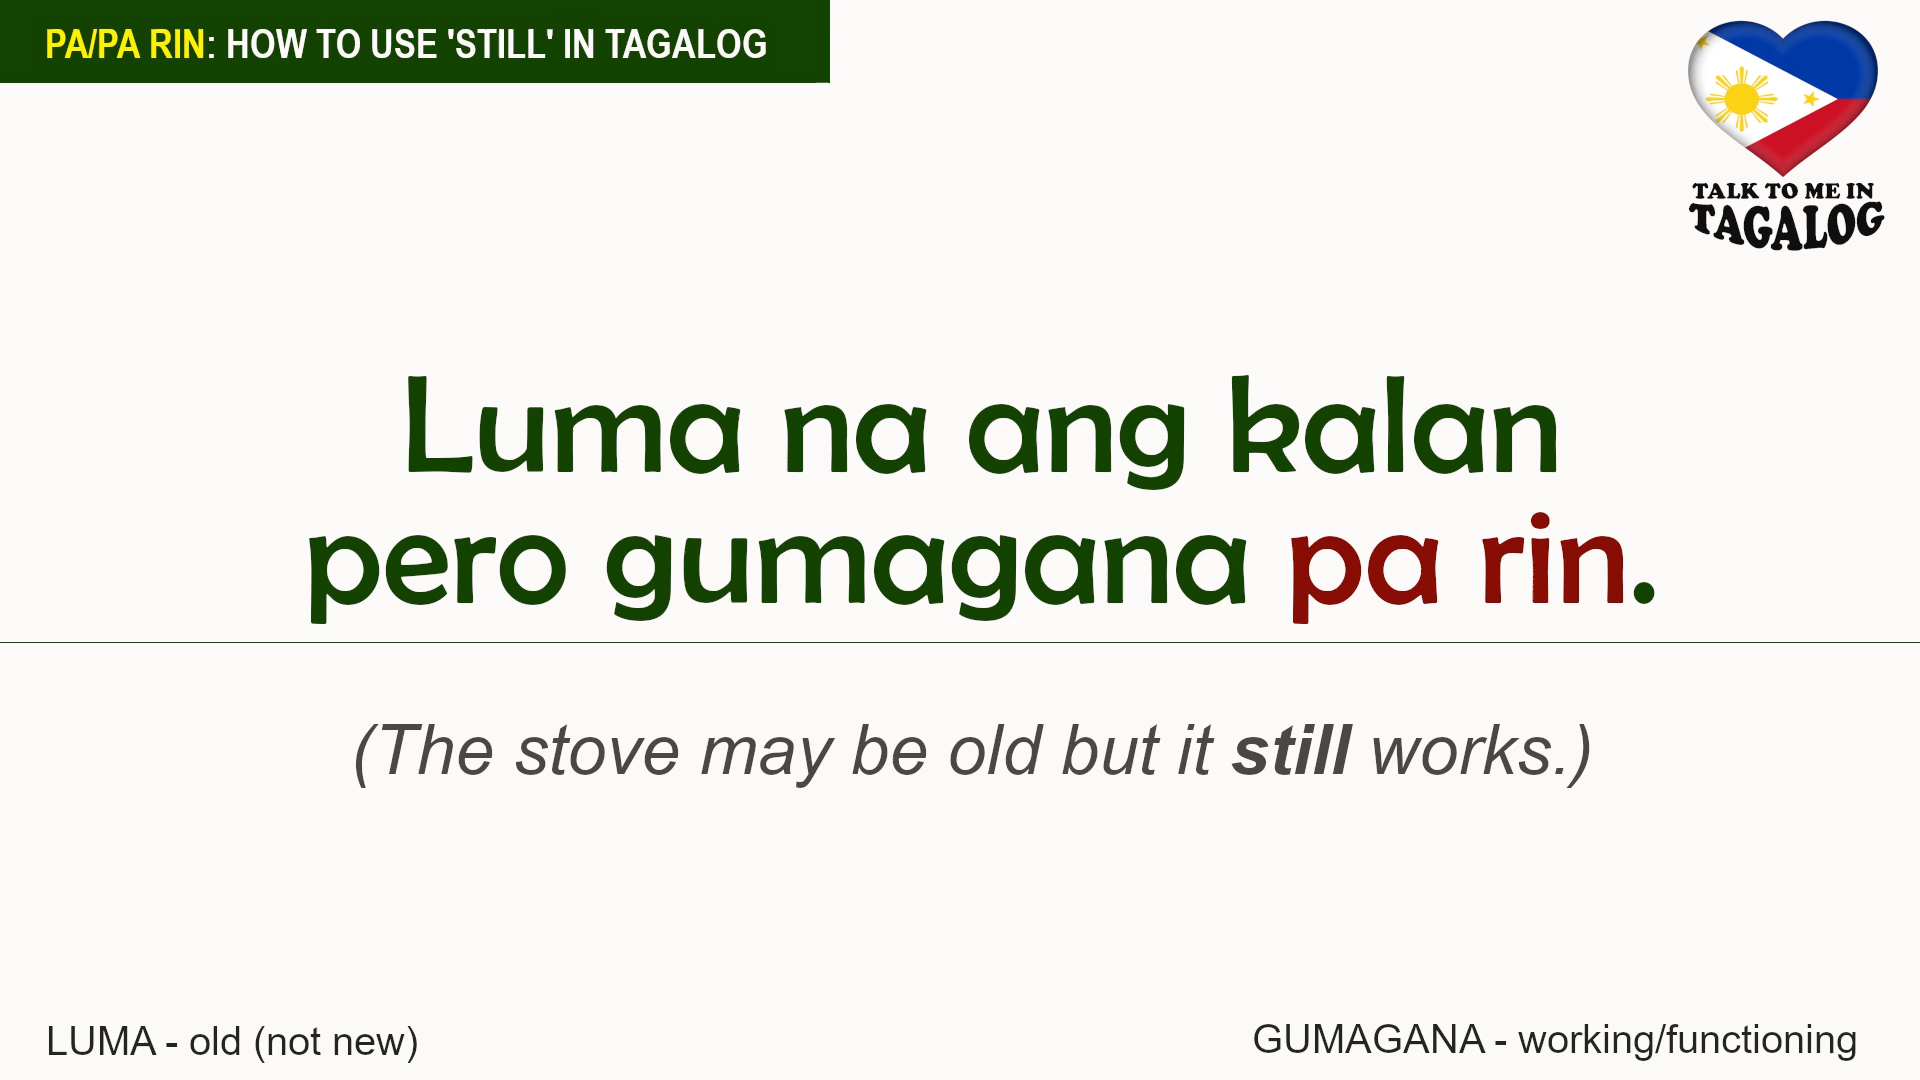 PA/PA RIN: HOW TO USE 'STILL' IN TAGALOG
TALK TO ME IN
TAGALOG
Luma na ang kalan
pero gumagana pa rin.
(The stove may be old but it still works.)
LUMA - old (not new)
GUMAGANA - working/functioning